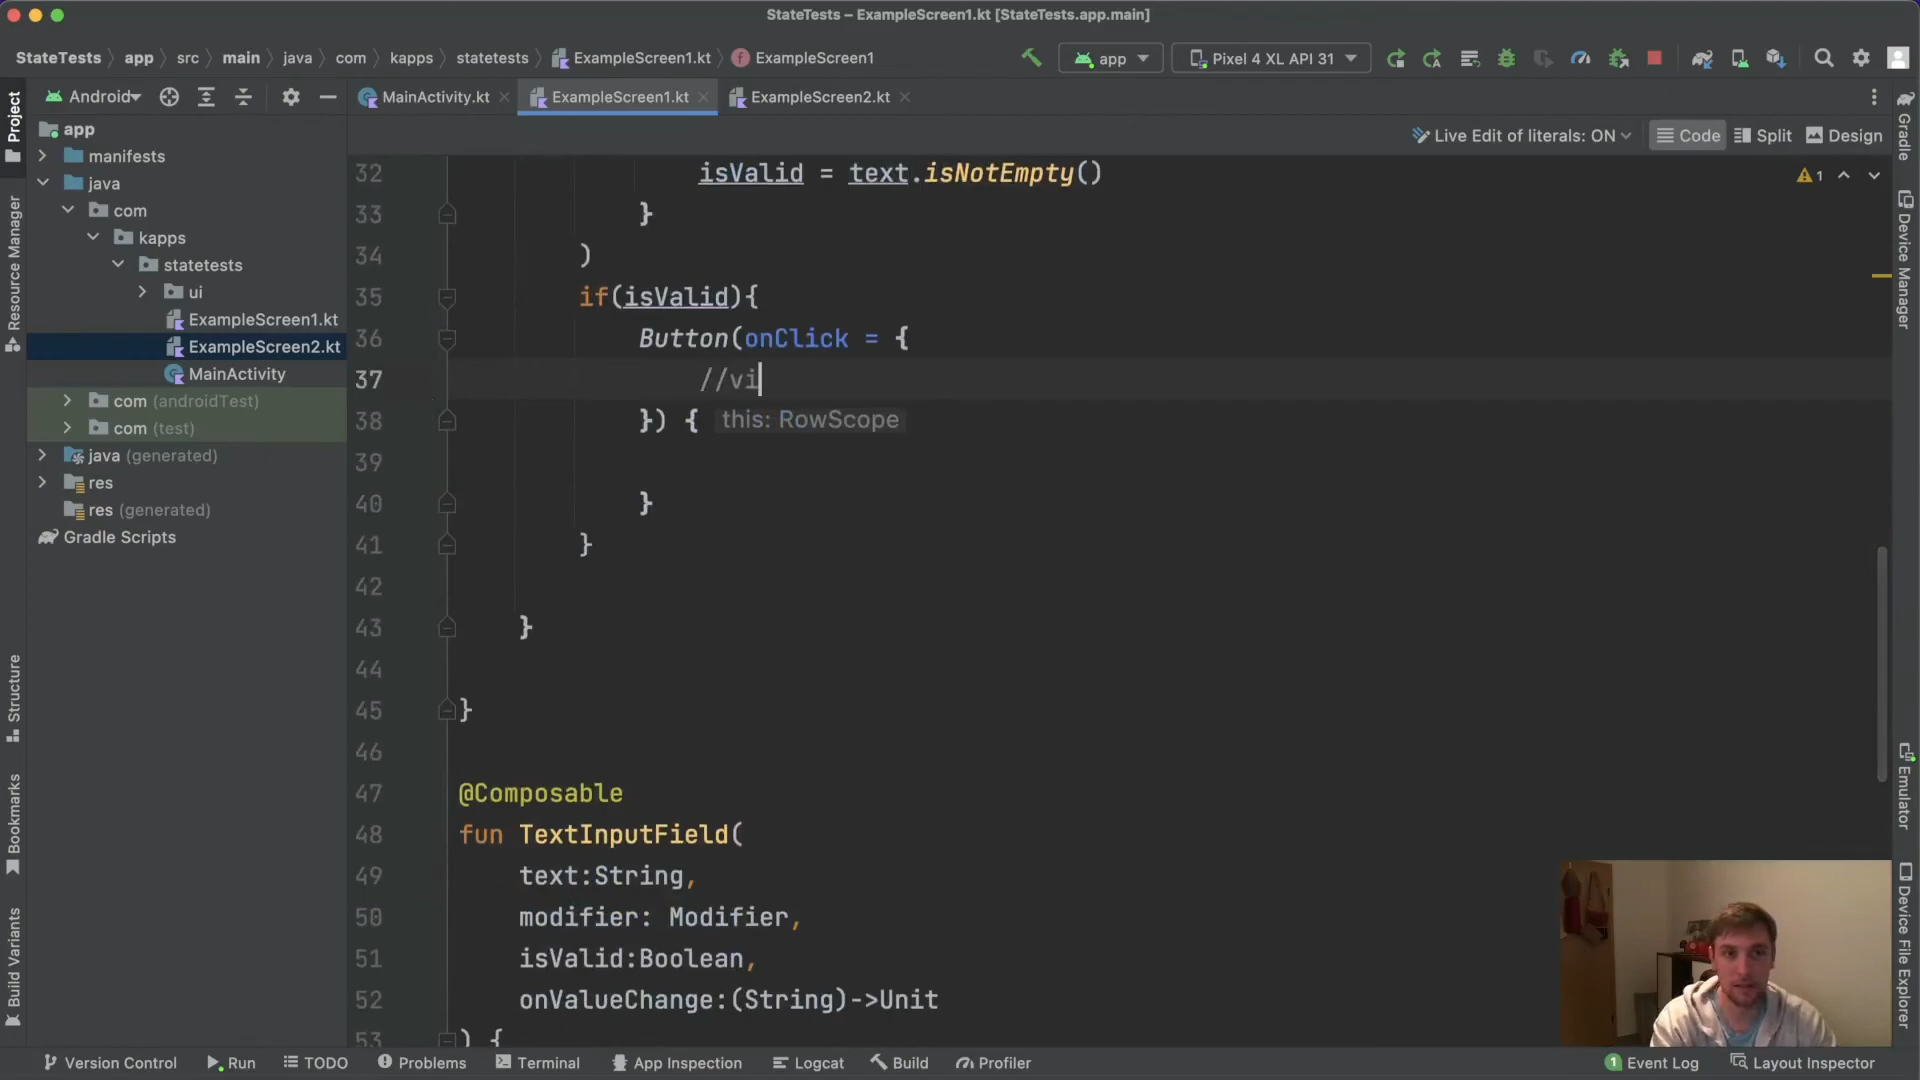 StateTests – ExampleScreen1.kt [StateTests.app.main]
StateTests app src main java com kapps statetests ExampleScreen1.kt ExampleScreen1
app
Pixel 4 XL API 31
Project
Android
MainActivity.kt
ExampleScreen1.kt
ExampleScreen2.kt
Live Edit of literals: ON
Code
Split
Design
app
manifests
java
com
kapps
statetests
ui
ExampleScreen1.kt
ExampleScreen2.kt
MainActivity
com (androidTest)
com (test)
java (generated)
res
res (generated)
Gradle Scripts
Resource Manager
Structure
Bookmarks
Build Variants
32 isValid = text.isNotEmpty()
33 }
34 )
35 if(isValid){
36 Button(onClick = {
37 //vi
38 }) { this: RowScope
39
40 }
41 }
42
43 }
44
45 }
46
47 @Composable
48 fun TextInputField(
49 text:String,
50 modifier: Modifier,
51 isValid:Boolean,
52 onValueChange:(String)->Unit
53 ) {
1
Gradle
Device Manager
Emulator
Device File Explorer
Version Control
Run
TODO
Problems
Terminal
App Inspection
Logcat
Build
Profiler
1 Event Log
Layout Inspector